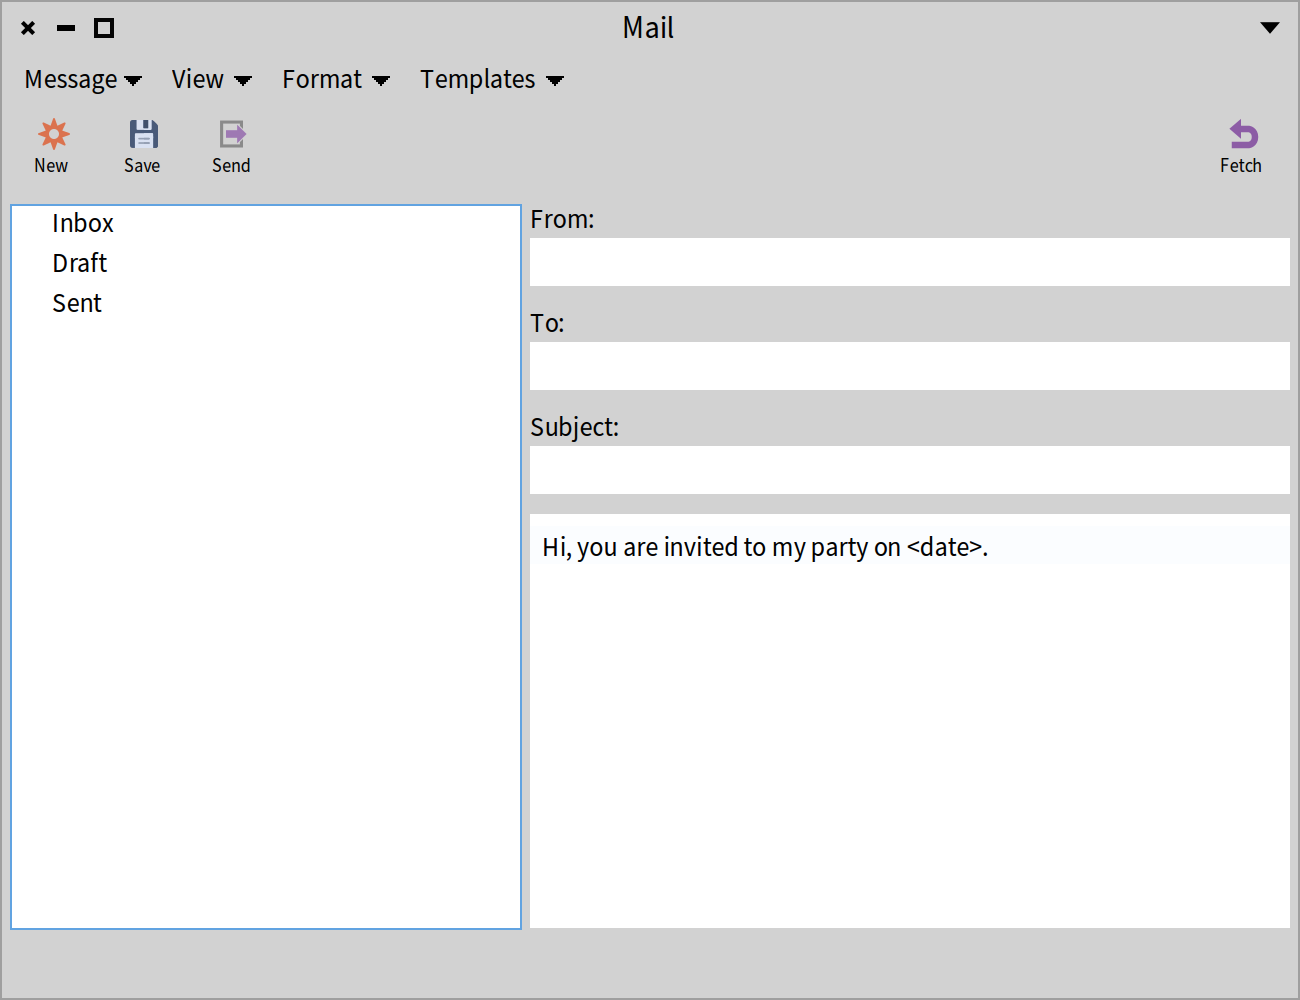 Mail
Message View Format Templates
New Save Send Fetch
Inbox
Draft
Sent
From:
To:
Subject:
Hi, you are invited to my party on <date>.